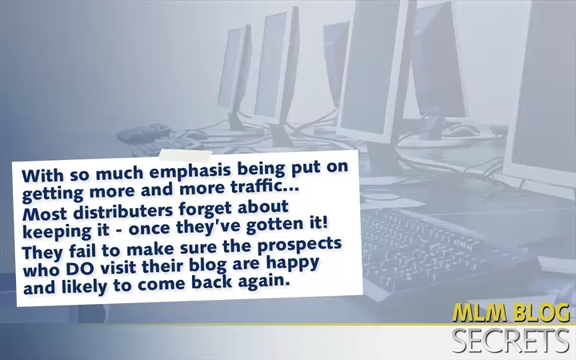 With so much emphasis being put on
getting more and more traffic...
Most distributers forget about
keeping it - once they've gotten it!
They fail to make sure the prospects
who DO visit their blog are happy
and likely to come back again.
MLM BLOG
SECRETS